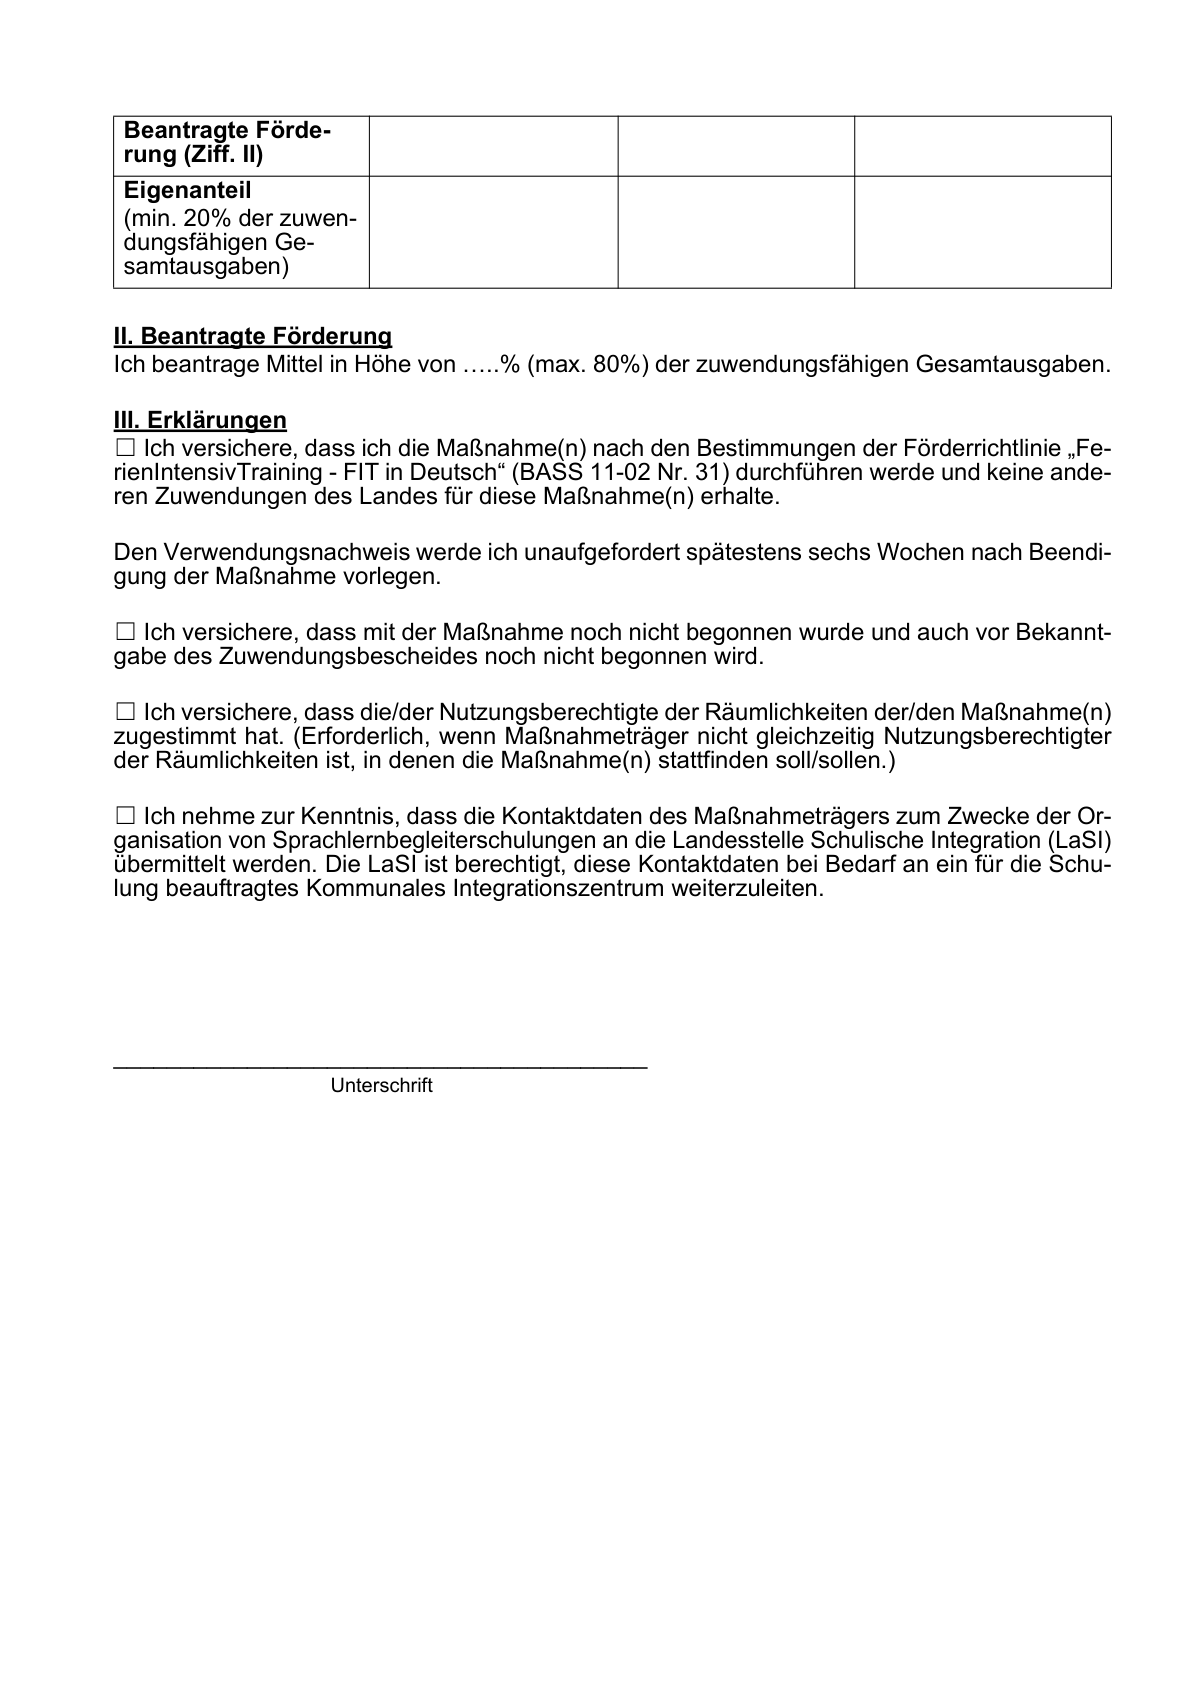 Beantragte Förde-
rung (Ziff. II)
Eigenanteil
(min. 20% der zuwen-
dungsfähigen Ge-
samtausgaben)
II. Beantragte Förderung
Ich beantrage Mittel in Höhe von …..% (max. 80%) der zuwendungsfähigen Gesamtausgaben.
III. Erklärungen
☐ Ich versichere, dass ich die Maßnahme(n) nach den Bestimmungen der Förderrichtlinie „Fe-
rienIntensivTraining - FIT in Deutsch“ (BASS 11-02 Nr. 31) durchführen werde und keine ande-
ren Zuwendungen des Landes für diese Maßnahme(n) erhalte.
Den Verwendungsnachweis werde ich unaufgefordert spätestens sechs Wochen nach Beendi-
gung der Maßnahme vorlegen.
☐ Ich versichere, dass mit der Maßnahme noch nicht begonnen wurde und auch vor Bekannt-
gabe des Zuwendungsbescheides noch nicht begonnen wird.
☐ Ich versichere, dass die/der Nutzungsberechtigte der Räumlichkeiten der/den Maßnahme(n)
zugestimmt hat. (Erforderlich, wenn Maßnahmeträger nicht gleichzeitig Nutzungsberechtigter
der Räumlichkeiten ist, in denen die Maßnahme(n) stattfinden soll/sollen.)
☐ Ich nehme zur Kenntnis, dass die Kontaktdaten des Maßnahmeträgers zum Zwecke der Or-
ganisation von Sprachlernbegleiterschulungen an die Landesstelle Schulische Integration (LaSI)
übermittelt werden. Die LaSI ist berechtigt, diese Kontaktdaten bei Bedarf an ein für die Schu-
lung beauftragtes Kommunales Integrationszentrum weiterzuleiten.
Unterschrift